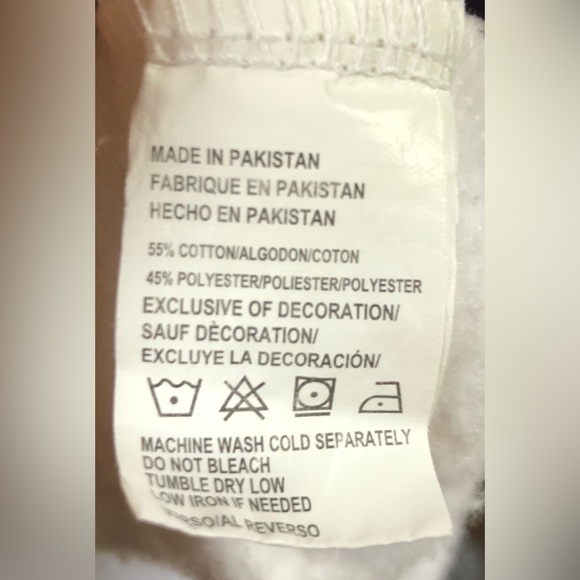 MADE IN PAKISTAN
FABRIQUE EN PAKISTAN
HECHO EN PAKISTAN
55% COTTON/ALGODON/COTON
45% POLYESTER/POLIESTER/POLYESTER
EXCLUSIVE OF DECORATION/
SAUF DÈCORATION/
EXCLUYE LA DECORACIÓN/
MACHINE WASH COLD SEPARATELY
DO NOT BLEACH
TUMBLE DRY LOW
LOW IRON IF NEEDED
REVERSO